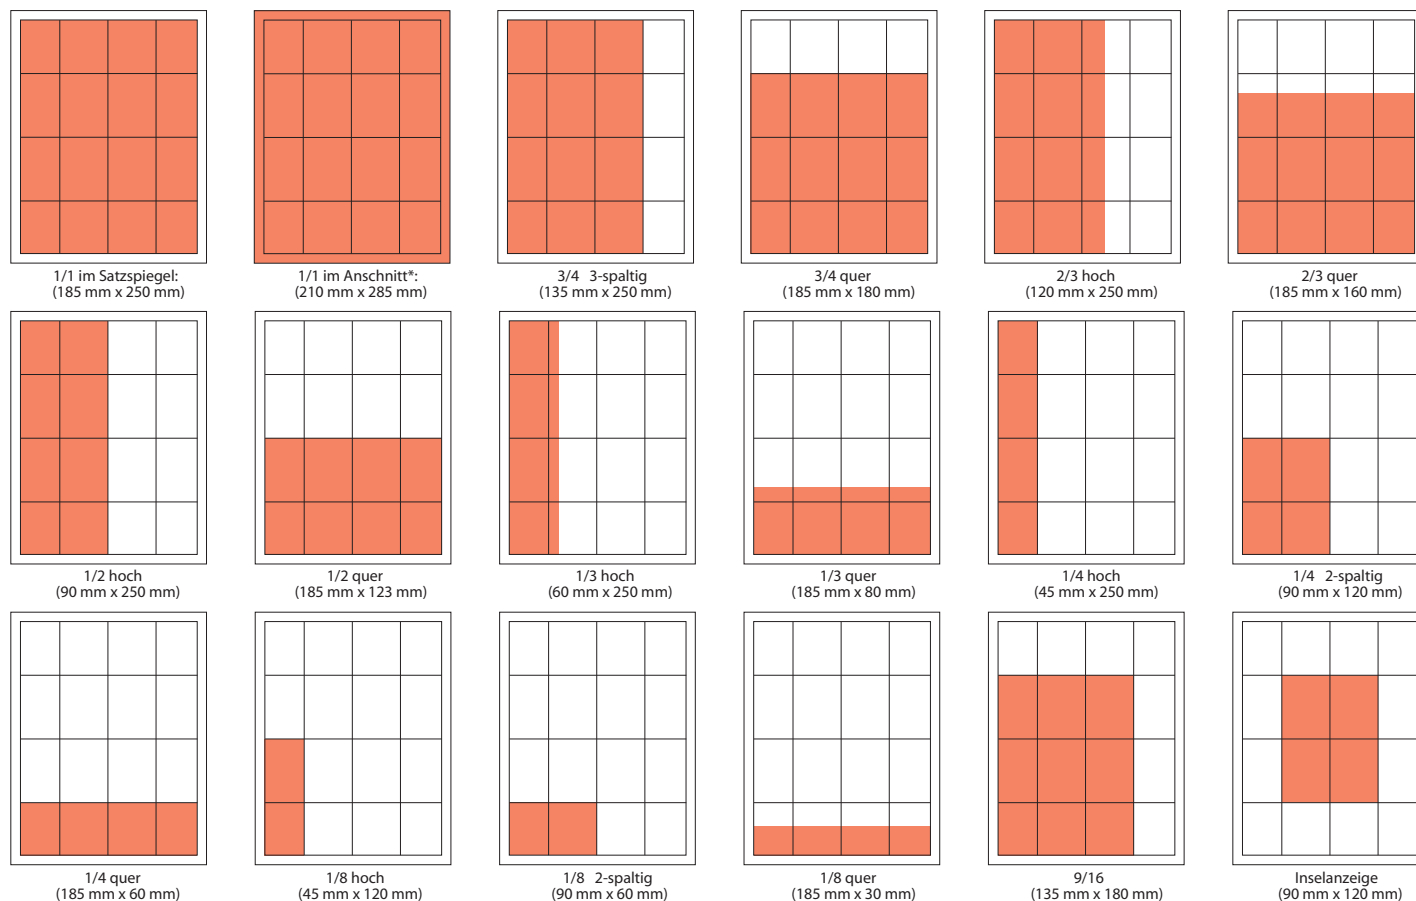 1/1 im Satzspiegel:
(185 mm x 250 mm)
1/1 im Anschnitt*:
(210 mm x 285 mm)
3/4 3-spaltig
(135 mm x 250 mm)
3/4 quer
(185 mm x 180 mm)
2/3 hoch
(120 mm x 250 mm)
2/3 quer
(185 mm x 160 mm)
1/2 hoch
(90 mm x 250 mm)
1/2 quer
(185 mm x 123 mm)
1/3 hoch
(60 mm x 250 mm)
1/3 quer
(185 mm x 80 mm)
1/4 hoch
(45 mm x 250 mm)
1/4 2-spaltig
(90 mm x 120 mm)
1/4 quer
(185 mm x 60 mm)
1/8 hoch
(45 mm x 120 mm)
1/8 2-spaltig
(90 mm x 60 mm)
1/8 quer
(185 mm x 30 mm)
9/16
(135 mm x 180 mm)
Inselanzeige
(90 mm x 120 mm)